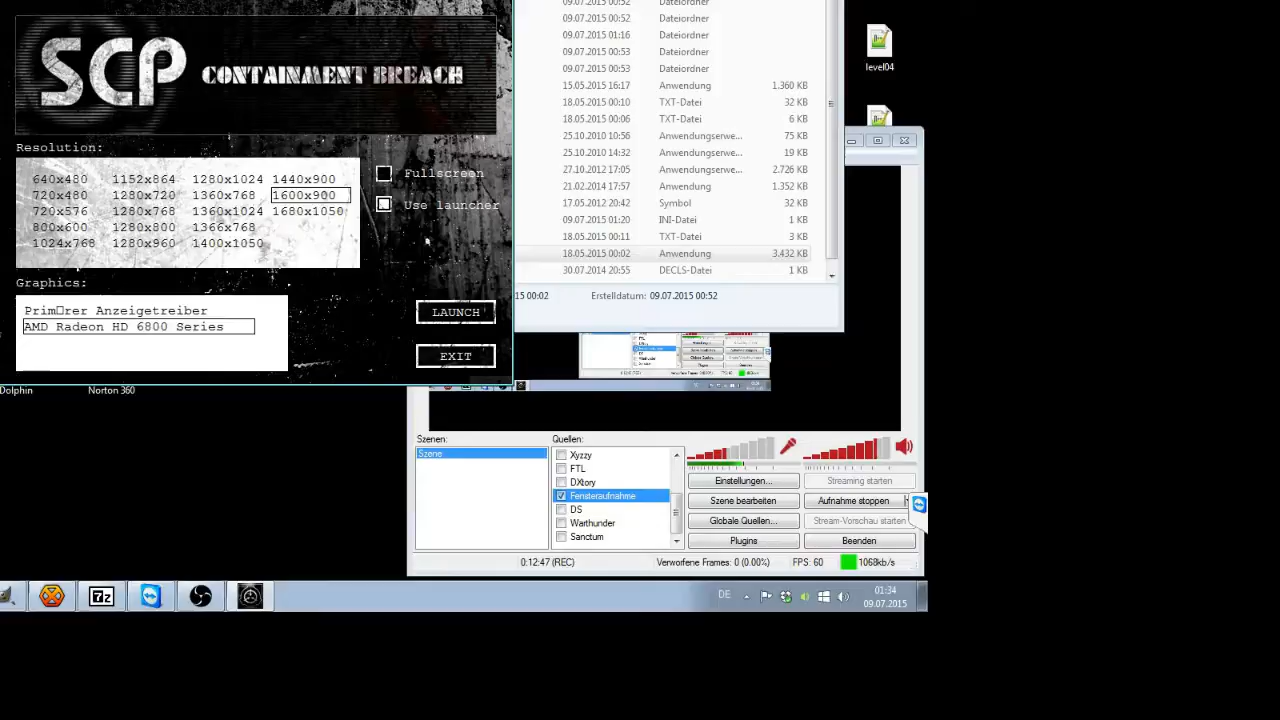 SCP
CONTAINMENT BREACH
Resolution:
640x480 1152x864 1280x1024 1440x900
720x480 1280x720 1360x768 1600x900
720x576 1280x800 1360x1024 1680x1050
800x600 1280x800 1366x768
1024x768 1280x960 1400x1050
Fullscreen
Use launcher
Graphics:
Prim□rer Anzeigetreiber
AMD Radeon HD 6800 Series
LAUNCH
EXIT
09.07.2015 00:52 Dateiordner
09.07.2015 00:52 Dateiordner
09.07.2015 01:16 Dateiordner
09.07.2015 00:53 Dateiordner
09.07.2015 00:53 Dateiordner
13.05.2015 16:17 Anwendung 1.360 KB
18.05.2015 00:10 TXT-Datei 32 KB
18.05.2015 00:06 TXT-Datei 6 KB
25.10.2010 10:56 Anwendungserwe... 75 KB
25.10.2010 14:32 Anwendungserwe... 19 KB
27.10.2012 17:05 Anwendungserwe... 2.726 KB
21.02.2014 17:57 Anwendung 1.352 KB
17.05.2012 20:42 Symbol 32 KB
09.07.2015 01:20 INI-Datei 1 KB
18.05.2015 00:11 TXT-Datei 3 KB
18.05.2015 00:02 Anwendung 3.432 KB
30.07.2014 20:55 DECLS-Datei 1 KB
15 00:02 Erstelldatum: 09.07.2015 00:52
level04
Dolphin Norton 360
Szenen:
Szene
Quellen:
Xyzzy
FTL
DXtory
Fensteraufnahme
DS
Warthunder
Sanctum
Einstellungen... Streaming starten
Szene bearbeiten Aufnahme stoppen
Globale Quellen... Stream-Vorschau starten
Plugins Beenden
0:12:47 (REC) Verworfene Frames: 0 (0.00%) FPS: 60 1068kb/s
7z
DE
01:34
09.07.2015